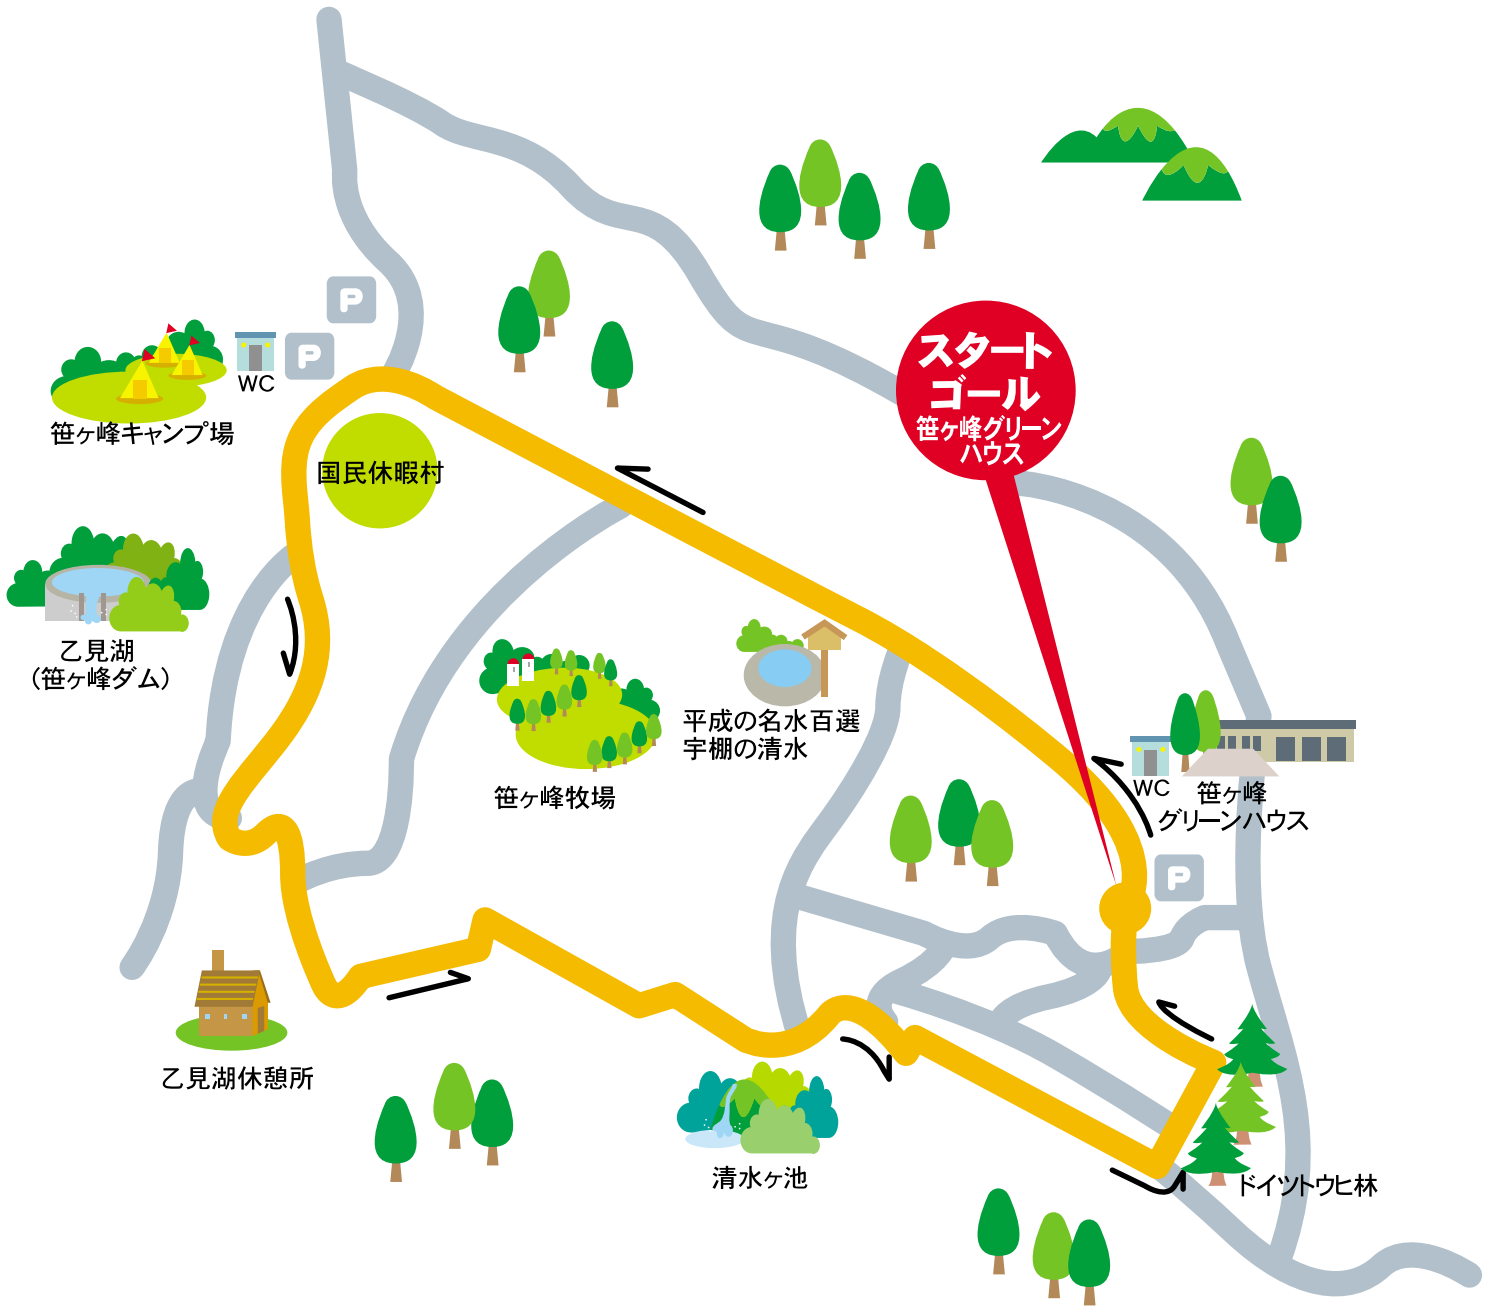 P
P
WC
笹ヶ峰キャンプ場
国民休暇村
スタート
ゴール
笹ヶ峰グリーン
ハウス
乙見湖
(笹ヶ峰ダム)
平成の名水百選
宇棚の清水
笹ヶ峰牧場
WC
笹ヶ峰
グリーンハウス
P
乙見湖休憩所
清水ヶ池
ドイツトウヒ林